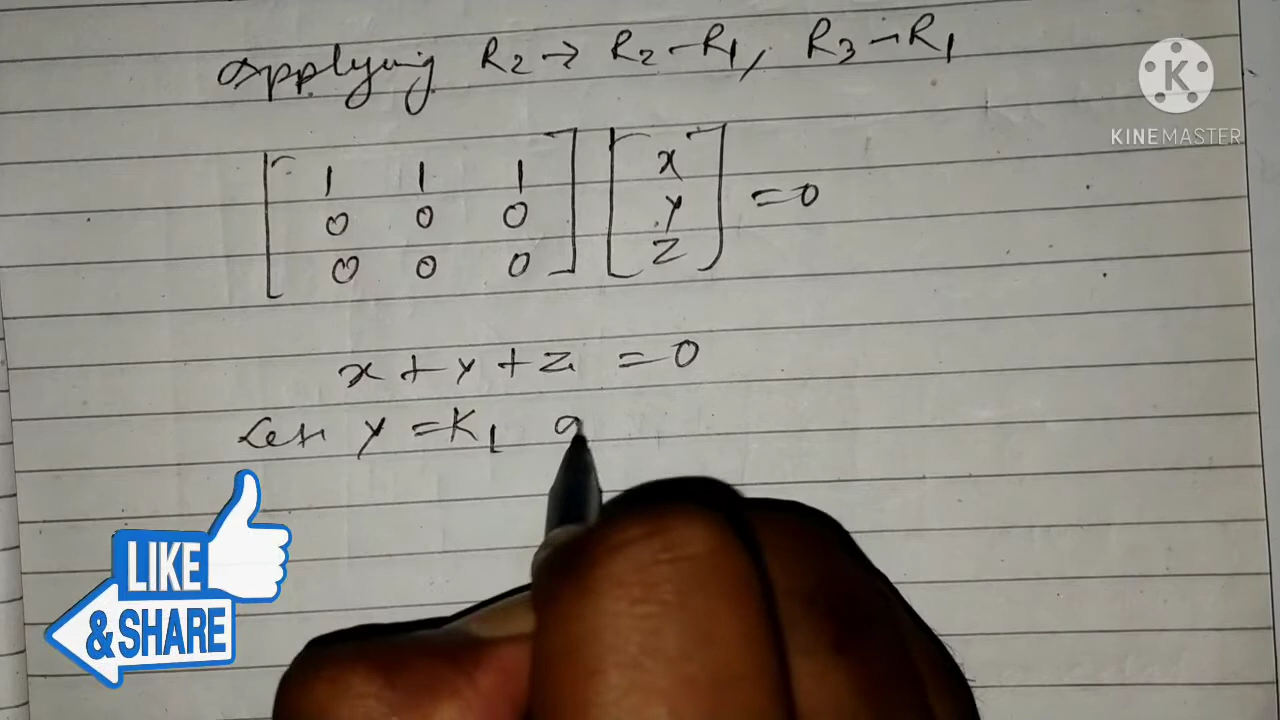 applying R2 → R2 - R1, R3 - R1
K
KINEMASTER
1 1 1 x
0 0 0 y = 0
0 0 0 z
x + y + z = 0
Let y = K1 a
LIKE
& SHARE